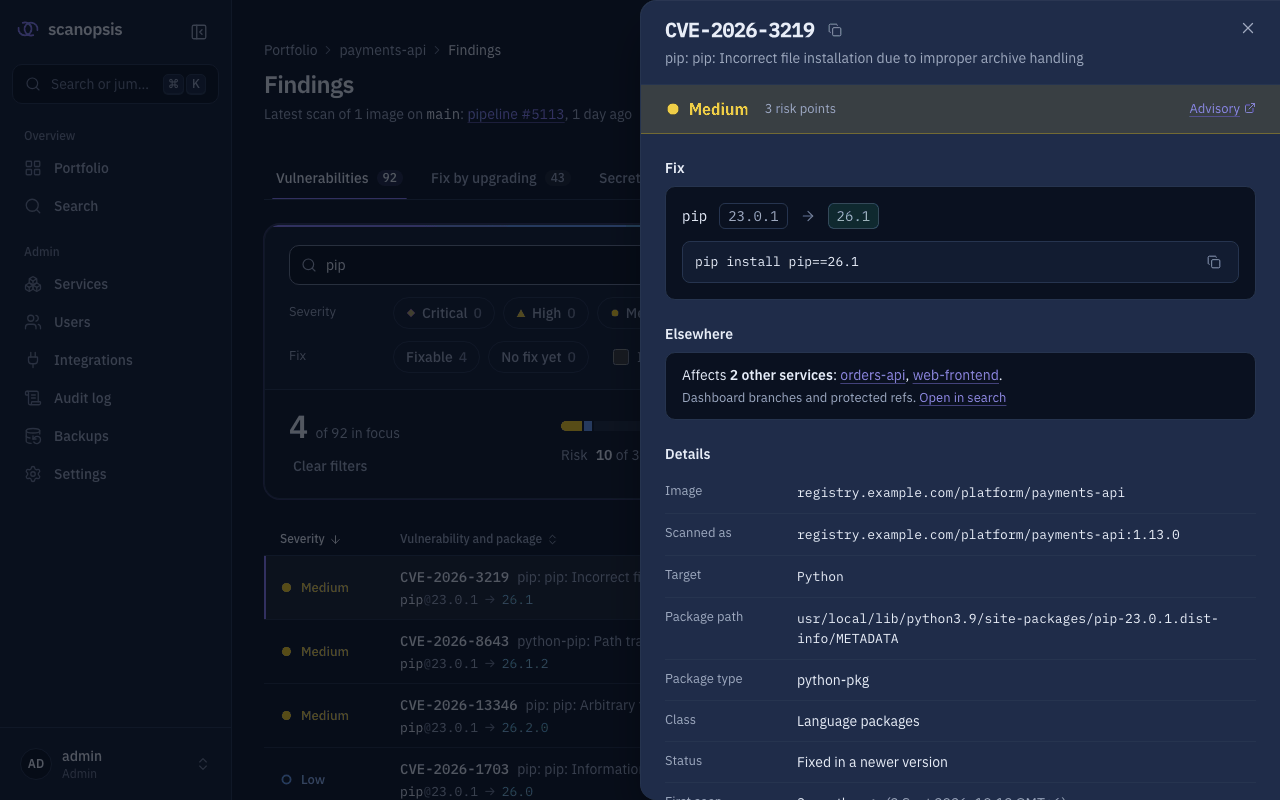 scanopsis
Search or jum... ⌘ K
Overview
Portfolio
Search
Admin
Services
Users
Integrations
Audit log
Backups
Settings
AD admin
Admin
Portfolio > payments-api > Findings
Findings
Latest scan of 1 image on main: pipeline #5113, 1 day ago
Vulnerabilities 92 Fix by upgrading 43 Secret
pip
Severity Critical 0 High 0
Fix Fixable 4 No fix yet 0
4 of 92 in focus
Risk 10 of 3
Clear filters
Severity ↓ Vulnerability and package
Medium CVE-2026-3219 pip: pip: Incorrect fi
pip@23.0.1 → 26.1
Medium CVE-2026-8643 python-pip: Path tra
pip@23.0.1 → 26.1.2
Medium CVE-2026-13346 pip: pip: Arbitrary
pip@23.0.1 → 26.2.0
Low CVE-2026-1703 pip: pip: Informatio
pip@23.0.1 → 26.0
CVE-2026-3219
pip: pip: Incorrect file installation due to improper archive handling
Medium 3 risk points Advisory
Fix
pip 23.0.1 → 26.1
pip install pip==26.1
Elsewhere
Affects 2 other services: orders-api, web-frontend.
Dashboard branches and protected refs. Open in search
Details
Image registry.example.com/platform/payments-api
Scanned as registry.example.com/platform/payments-api:1.13.0
Target Python
Package path usr/local/lib/python3.9/site-packages/pip-23.0.1.dist-
info/METADATA
Package type python-pkg
Class Language packages
Status Fixed in a newer version